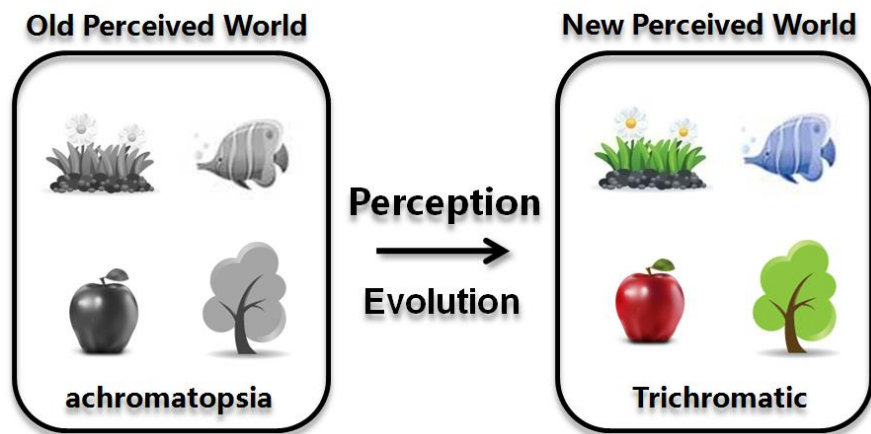 Old Perceived World
New Perceived World
Perception
Evolution
achromatopsia
Trichromatic